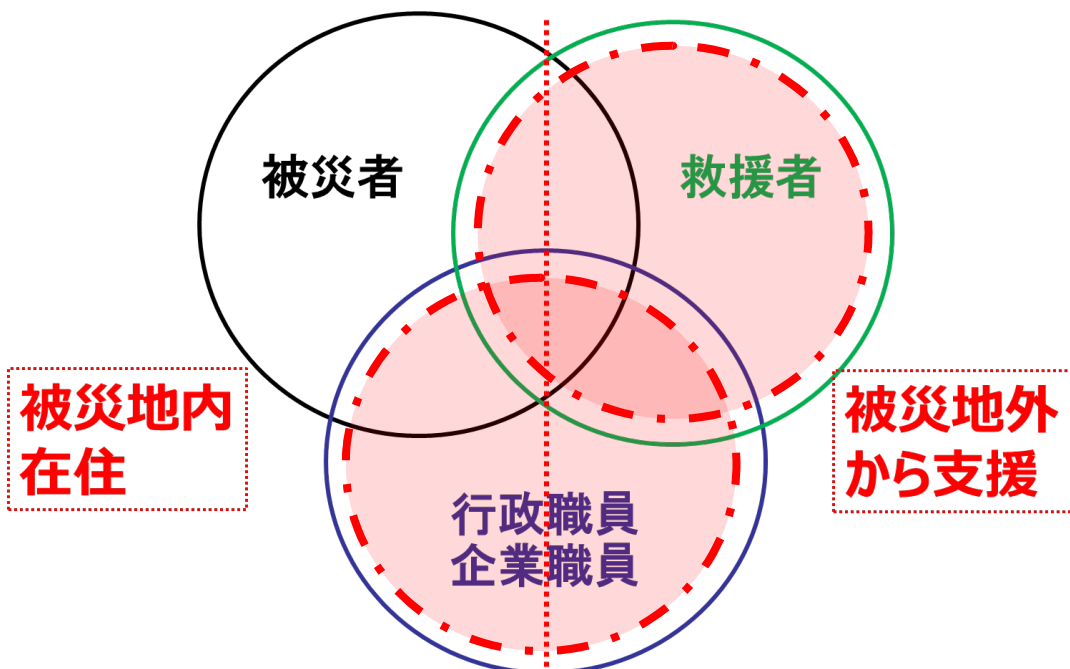 被災者
救援者
被災地内
在住
被災地外
から支援
行政職員
企業職員